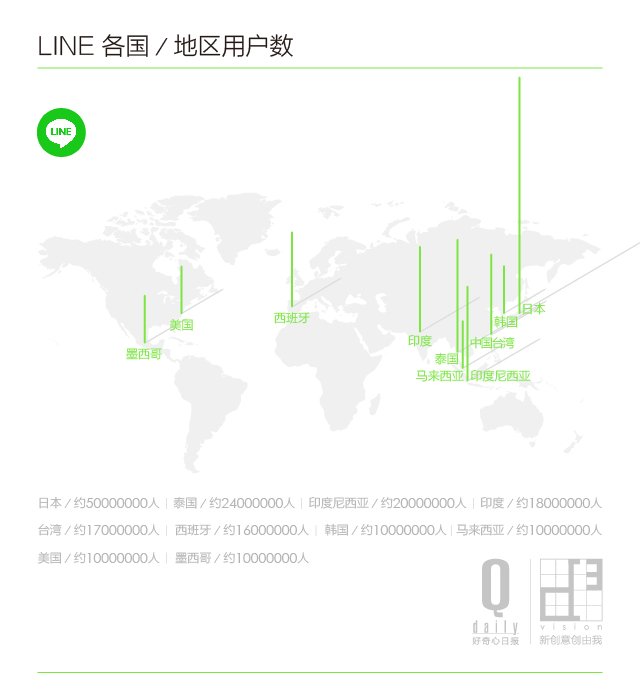 LINE 各国 / 地区用户数
LINE
日本
韩国
美国
西班牙
印度
中国台湾
墨西哥
泰国
马来西亚
印度尼西亚
日本 / 约50000000人 | 泰国 / 约24000000人 | 印度尼西亚 / 约20000000人 | 印度 / 约18000000人
台湾 / 约17000000人 | 西班牙 / 约16000000人 | 韩国 / 约10000000人 | 马来西亚 / 约10000000人
美国 / 约10000000人 | 墨西哥 / 约10000000人
Q
daily
好奇心日报
vision
新创意创由我